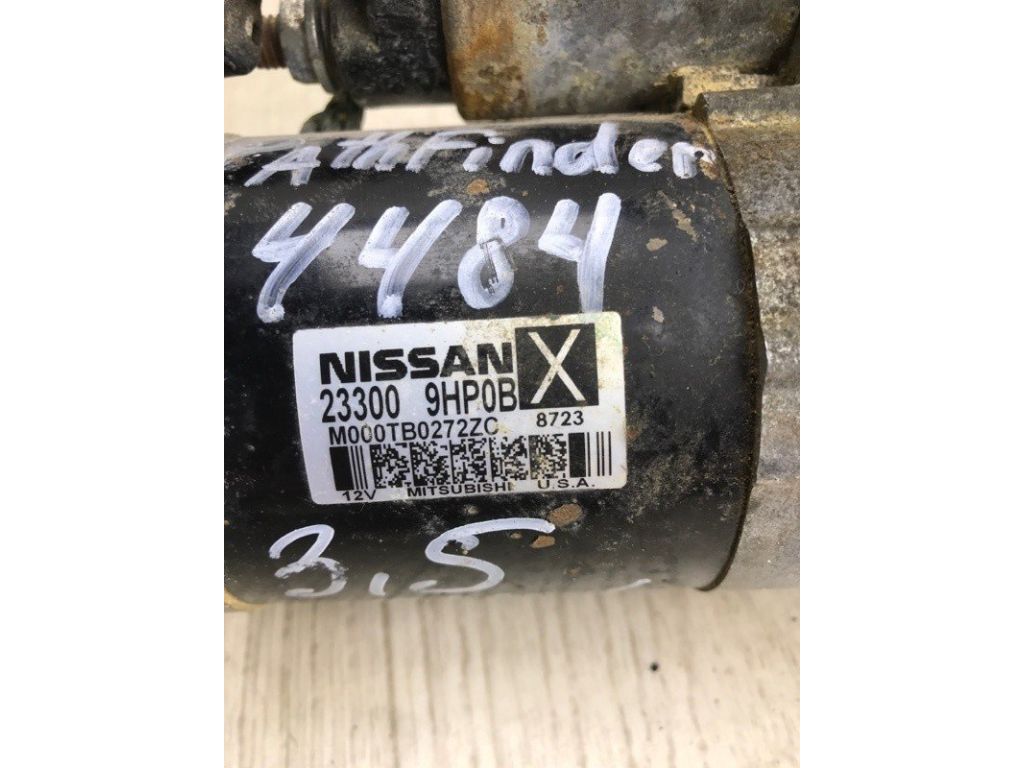 PAthFinder
4484
NISSAN X
23300 9HP0B
M000TB0272ZC 8723
12V MITSUBISHI U.S.A.
3,5